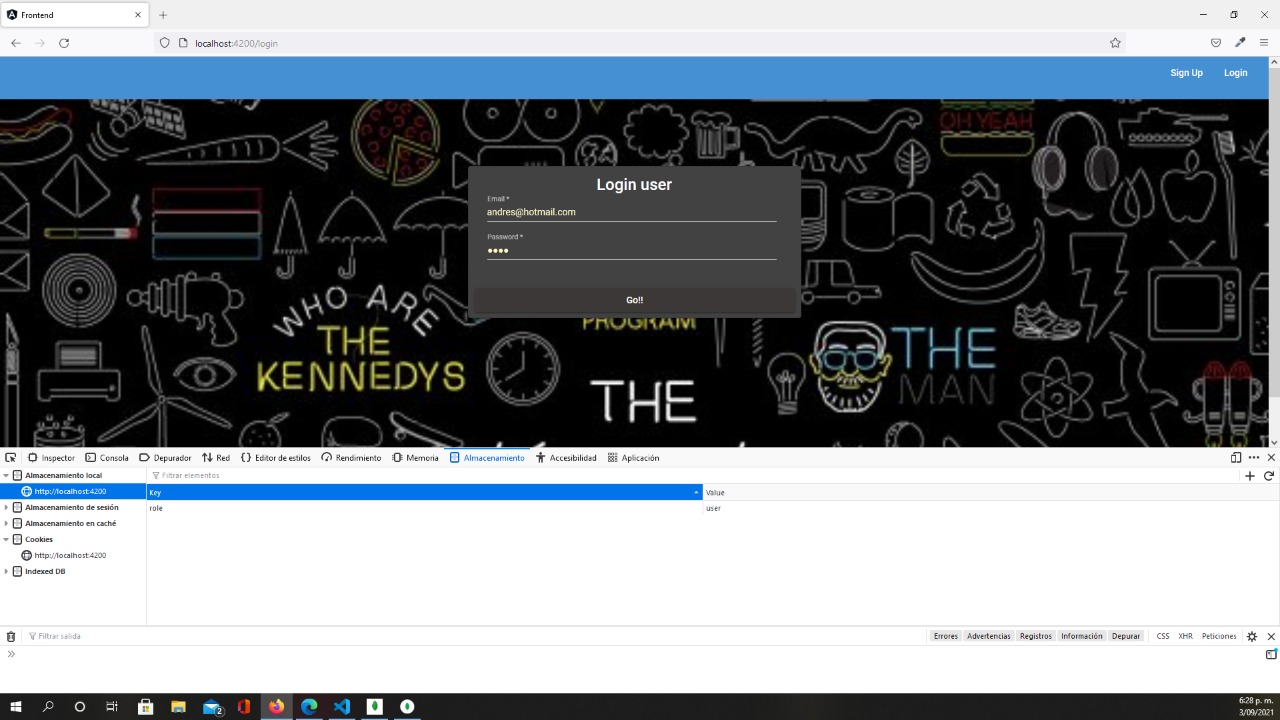 Frontend
localhost:4200/login
Sign Up Login
OH YEAH
Login user
Email *
andres@hotmail.com
Password *
••••
Go!!
WHO ARE
THE
KENNEDYS
PROGRAM
THE
THE
MAN
Inspector Consola Depurador Red Editor de estilos Rendimiento Memoria Almacenamiento Accesibilidad Aplicación
Almacenamiento local
http://localhost:4200
Almacenamiento de sesión
Almacenamiento en caché
Cookies
http://localhost:4200
Indexed DB
Filtrar elementos
Key Value
role user
Filtrar salida
Errores Advertencias Registros Información Depurar CSS XHR Peticiones
2
6:28 p. m.
3/09/2021